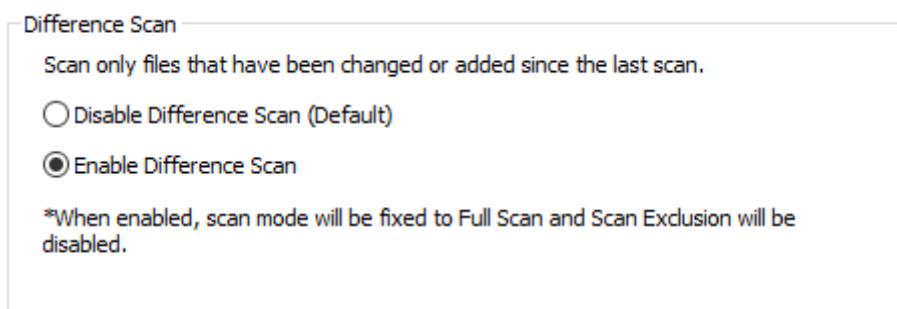 Difference Scan
Scan only files that have been changed or added since the last scan.
Disable Difference Scan (Default)
Enable Difference Scan
*When enabled, scan mode will be fixed to Full Scan and Scan Exclusion will be
disabled.